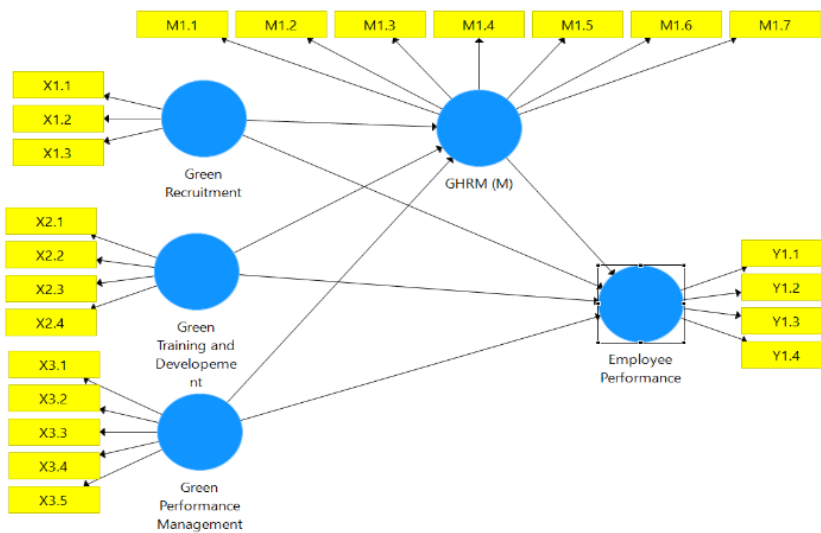 M1.1
M1.2
M1.3
M1.4
M1.5
M1.6
M1.7
X1.1
X1.2
X1.3
Green
Recruitment
GHRM (M)
X2.1
X2.2
X2.3
X2.4
Green
Training and
Developeme
nt
Y1.1
Y1.2
Y1.3
Y1.4
Employee
Performance
X3.1
X3.2
X3.3
X3.4
X3.5
Green
Performance
Management